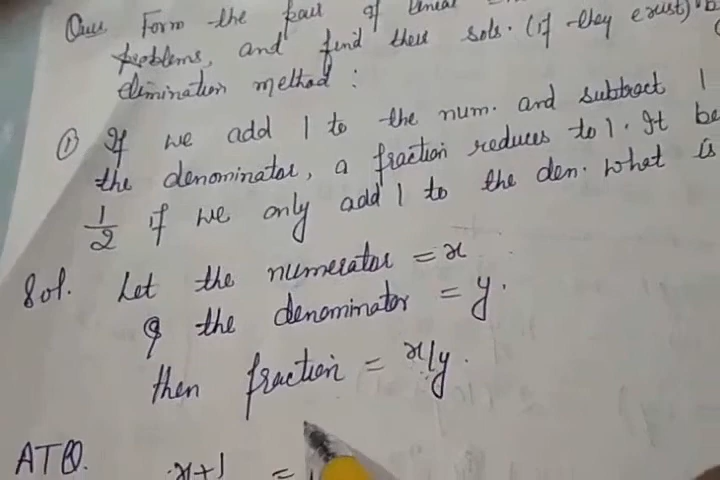 Ques Form the pair of linear
problems, and find their sols. (if they exist) b
elimination method :
① If we add 1 to the num. and subtract 1
the denominator, a fraction reduces to 1. It be
1/2 if we only add 1 to the den. what is
Sol. Let the numerator = x
& the denominator = y.
then fraction = x/y.
ATQ. x+1 =